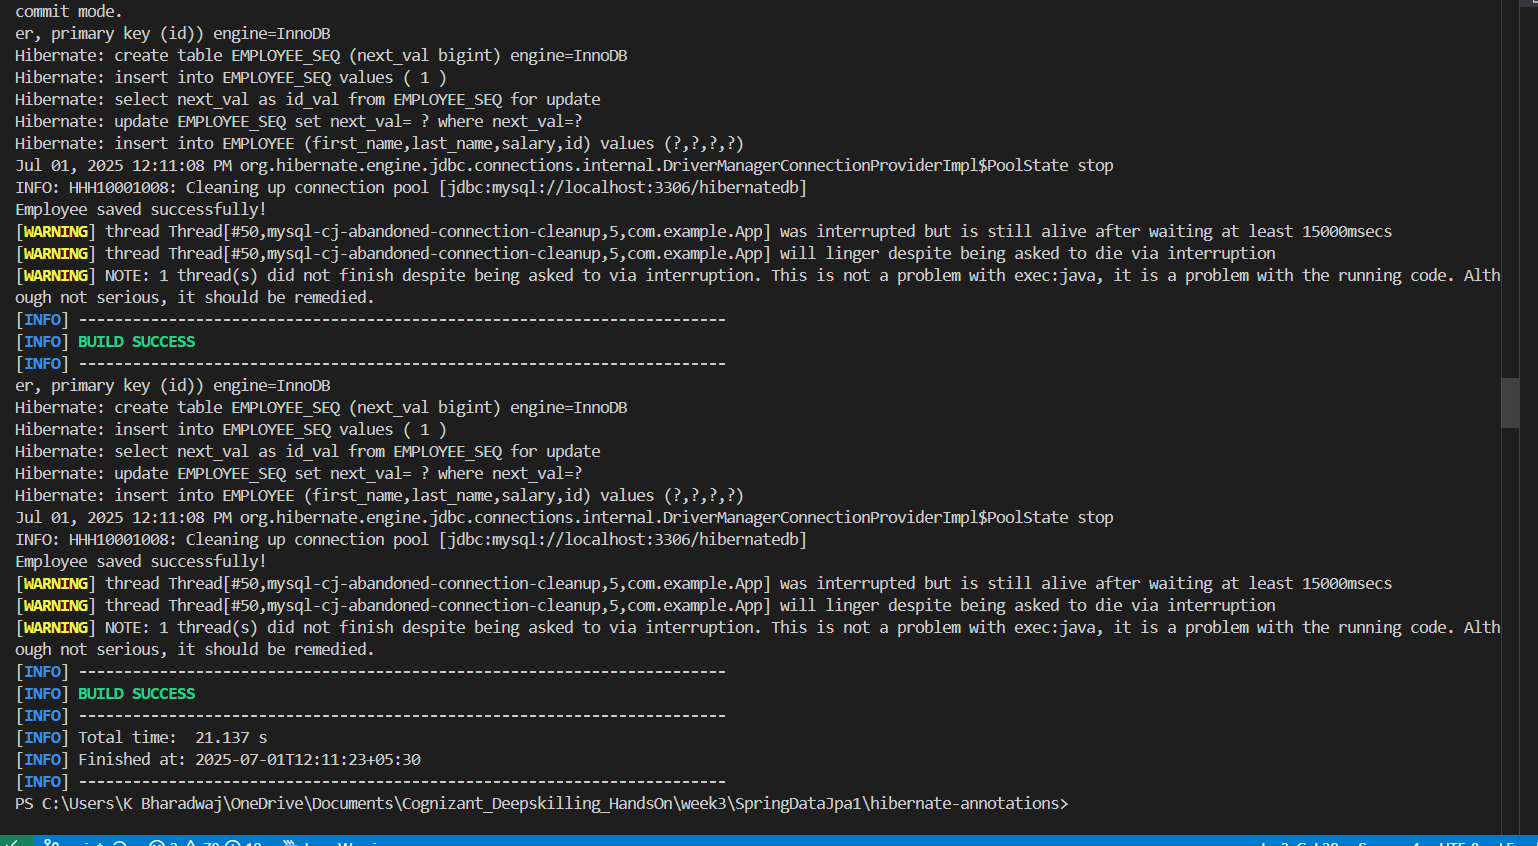 commit mode.
er, primary key (id)) engine=InnoDB
Hibernate: create table EMPLOYEE_SEQ (next_val bigint) engine=InnoDB
Hibernate: insert into EMPLOYEE_SEQ values ( 1 )
Hibernate: select next_val as id_val from EMPLOYEE_SEQ for update
Hibernate: update EMPLOYEE_SEQ set next_val= ? where next_val=?
Hibernate: insert into EMPLOYEE (first_name,last_name,salary,id) values (?,?,?,?)
Jul 01, 2025 12:11:08 PM org.hibernate.engine.jdbc.connections.internal.DriverManagerConnectionProviderImpl$PoolState stop
INFO: HHH10001008: Cleaning up connection pool [jdbc:mysql://localhost:3306/hibernatedb]
Employee saved successfully!
[WARNING] thread Thread[#50,mysql-cj-abandoned-connection-cleanup,5,com.example.App] was interrupted but is still alive after waiting at least 15000msecs
[WARNING] thread Thread[#50,mysql-cj-abandoned-connection-cleanup,5,com.example.App] will linger despite being asked to die via interruption
[WARNING] NOTE: 1 thread(s) did not finish despite being asked to via interruption. This is not a problem with exec:java, it is a problem with the running code. Alth
ough not serious, it should be remedied.
[INFO] ------------------------------------------------------------------------
[INFO] BUILD SUCCESS
[INFO] ------------------------------------------------------------------------
er, primary key (id)) engine=InnoDB
Hibernate: create table EMPLOYEE_SEQ (next_val bigint) engine=InnoDB
Hibernate: insert into EMPLOYEE_SEQ values ( 1 )
Hibernate: select next_val as id_val from EMPLOYEE_SEQ for update
Hibernate: update EMPLOYEE_SEQ set next_val= ? where next_val=?
Hibernate: insert into EMPLOYEE (first_name,last_name,salary,id) values (?,?,?,?)
Jul 01, 2025 12:11:08 PM org.hibernate.engine.jdbc.connections.internal.DriverManagerConnectionProviderImpl$PoolState stop
INFO: HHH10001008: Cleaning up connection pool [jdbc:mysql://localhost:3306/hibernatedb]
Employee saved successfully!
[WARNING] thread Thread[#50,mysql-cj-abandoned-connection-cleanup,5,com.example.App] was interrupted but is still alive after waiting at least 15000msecs
[WARNING] thread Thread[#50,mysql-cj-abandoned-connection-cleanup,5,com.example.App] will linger despite being asked to die via interruption
[WARNING] NOTE: 1 thread(s) did not finish despite being asked to via interruption. This is not a problem with exec:java, it is a problem with the running code. Alth
ough not serious, it should be remedied.
[INFO] ------------------------------------------------------------------------
[INFO] BUILD SUCCESS
[INFO] ------------------------------------------------------------------------
[INFO] Total time:  21.137 s
[INFO] Finished at: 2025-07-01T12:11:23+05:30
[INFO] ------------------------------------------------------------------------
PS C:\Users\K Bharadwaj\OneDrive\Documents\Cognizant_Deepskilling_HandsOn\week3\SpringDataJpa1\hibernate-annotations>